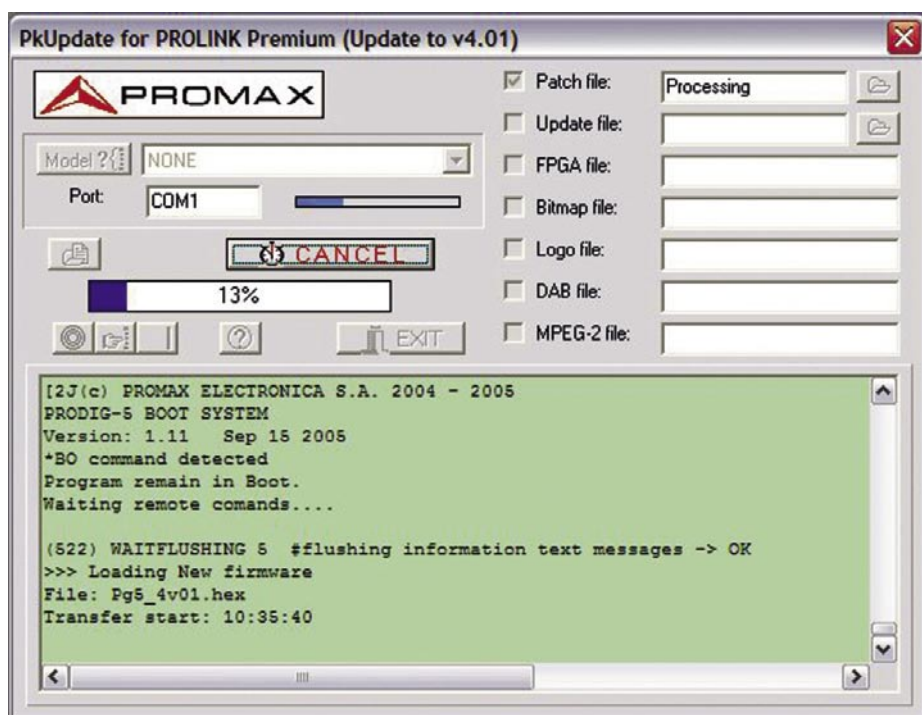 PkUpdate for PROLINK Premium (Update to v4.01)
PROMAX
Model ?
NONE
Port:
COM1
CANCEL
13%
EXIT
Patch file:
Processing
Update file:
FPGA file:
Bitmap file:
Logo file:
DAB file:
MPEG-2 file:
[2J(c) PROMAX ELECTRONICA S.A. 2004 - 2005
PRODIG-5 BOOT SYSTEM
Version: 1.11   Sep 15 2005
*BO command detected
Program remain in Boot.
Waiting remote comands....
(522) WAITFLUSHING 5  #flushing information text messages -> OK
>>> Loading New firmware
File: Pg5_4v01.hex
Transfer start: 10:35:40